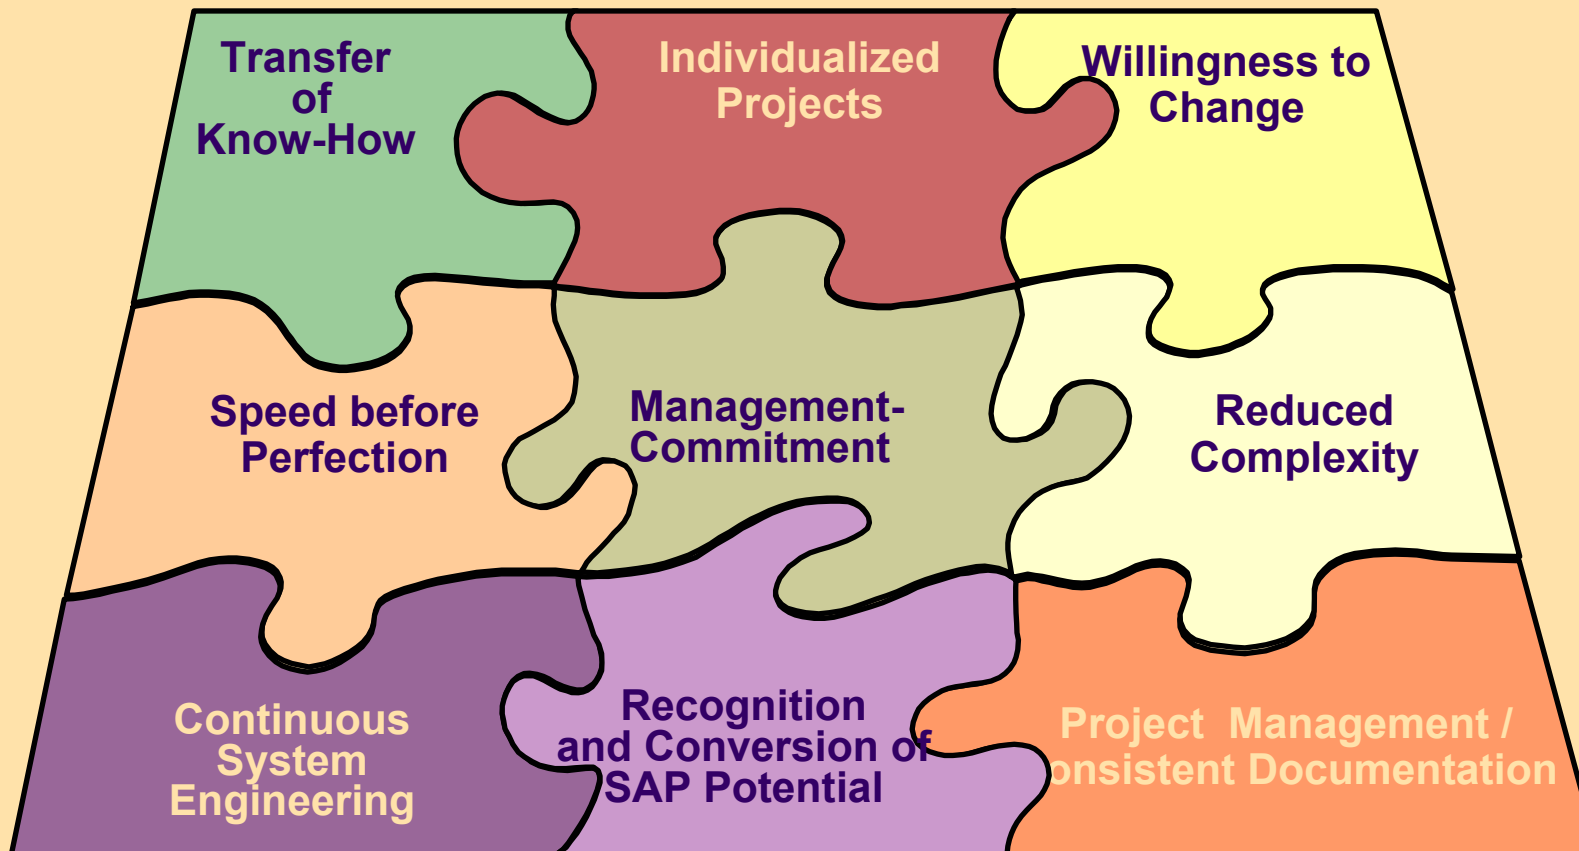 Transfer
of
Know-How
Individualized
Projects
Willingness to
Change
Speed before
Perfection
Management-
Commitment
Reduced
Complexity
Continuous
System
Engineering
Recognition
and Conversion of
SAP Potential
Project Management /
onsistent Documentation